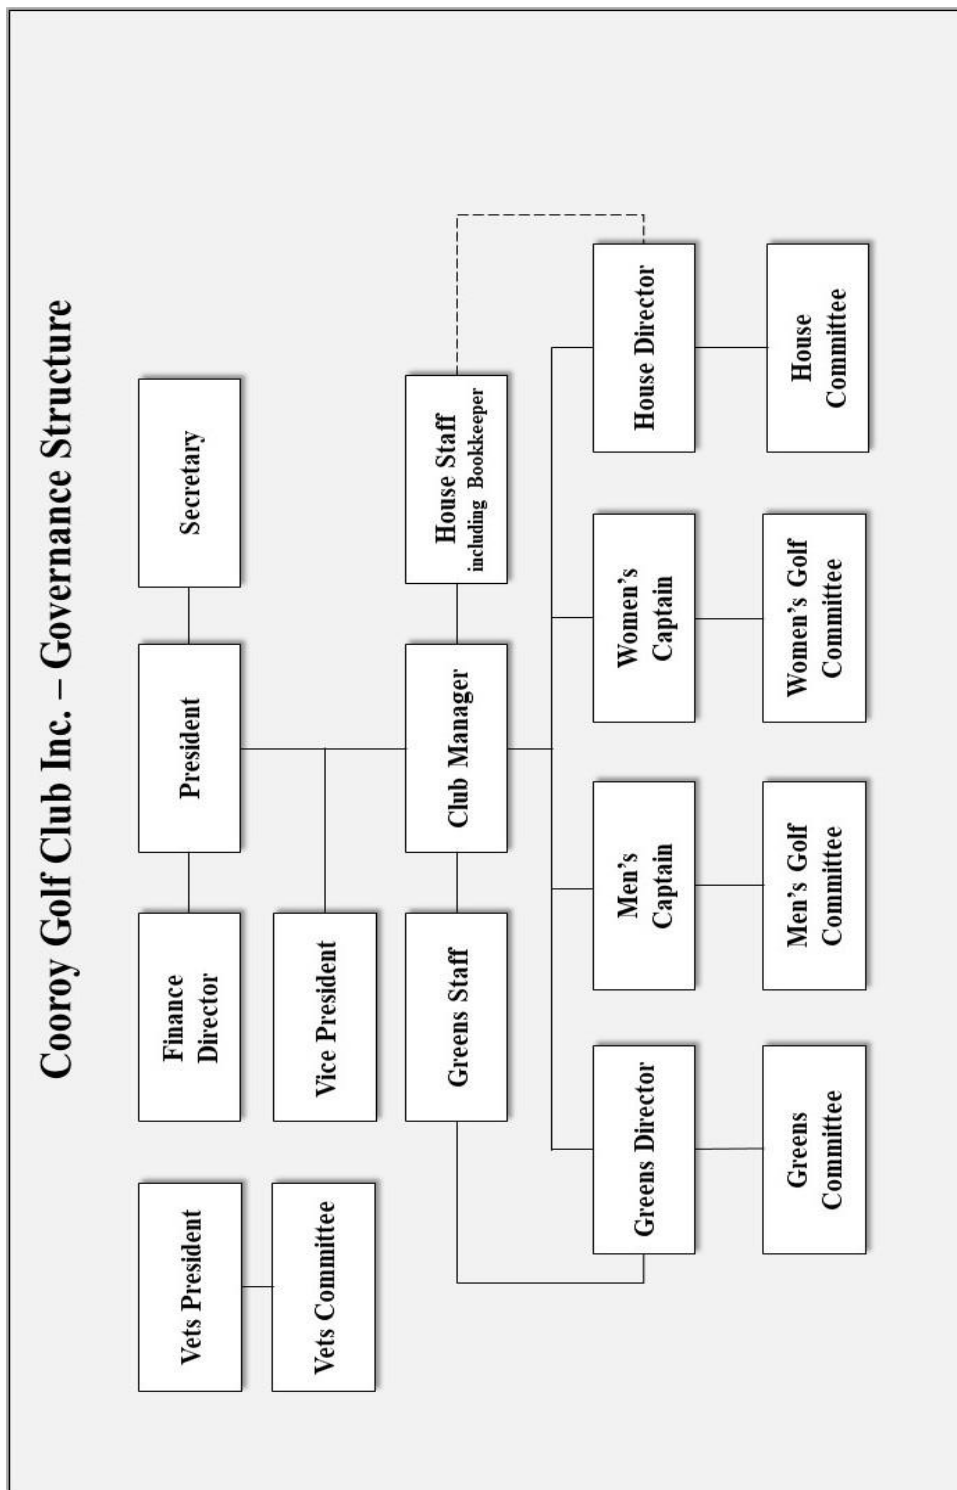 Cooroy Golf Club Inc. – Governance Structure
Vets President
Finance
Director
President
Secretary
Vets Committee
Vice President
Greens Staff
Club Manager
House Staff
including Bookkeeper
Greens Director
Men’s
Captain
Women’s
Captain
House Director
Greens
Committee
Men’s Golf
Committee
Women’s Golf
Committee
House
Committee